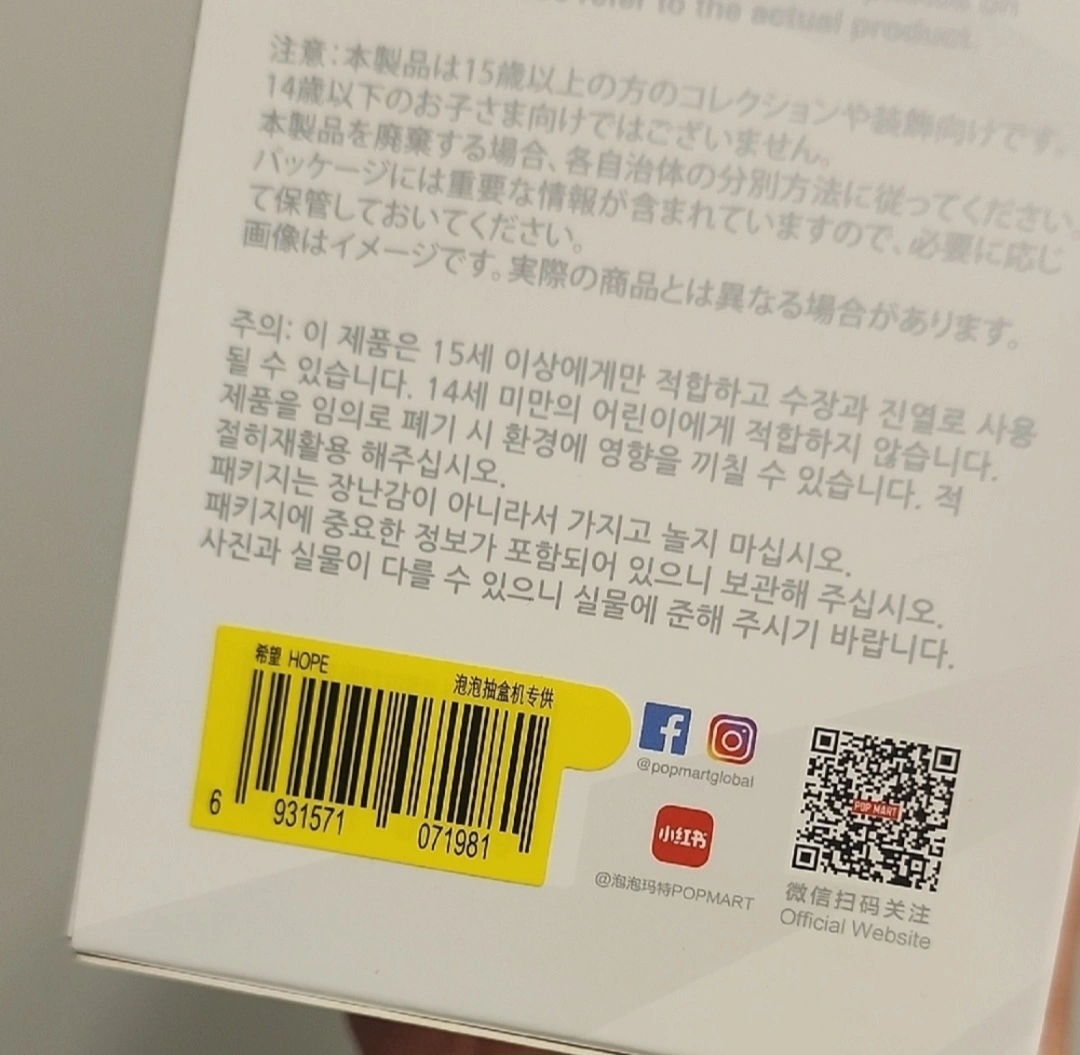 refer to the actual product.
注意：本製品は15歳以上の方のコレクションや装飾向けです。
14歳以下のお子さま向けではございません。
本製品を廃棄する場合、各自治体の分別方法に従ってください。
パッケージには重要な情報が含まれていますので、必要に応じ
て保管しておいてください。
画像はイメージです。実際の商品とは異なる場合があります。
주의: 이 제품은 15세 이상에게만 적합하고 수장과 진열로 사용
될 수 있습니다. 14세 미만의 어린이에게 적합하지 않습니다.
제품을 임의로 폐기 시 환경에 영향을 끼칠 수 있습니다. 적
절히재활용 해주십시오.
패키지는 장난감이 아니라서 가지고 놀지 마십시오.
패키지에 중요한 정보가 포함되어 있으니 보관해 주십시오.
사진과 실물이 다를 수 있으니 실물에 준해 주시기 바랍니다.
希望 HOPE
泡泡抽盒机专供
6 931571 071981
@popmartglobal
小红书
@泡泡玛特POPMART
POP MART
微信扫码关注
Official Website